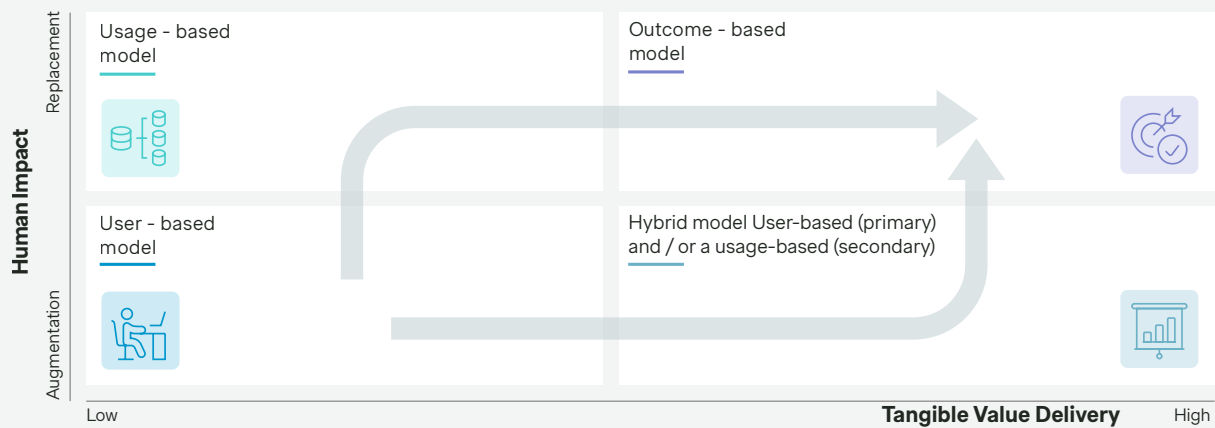 Human Impact
Replacement
Augmentation
Usage - based
model
Outcome - based
model
User - based
model
Hybrid model User-based (primary)
and / or a usage-based (secondary)
Low
Tangible Value Delivery
High